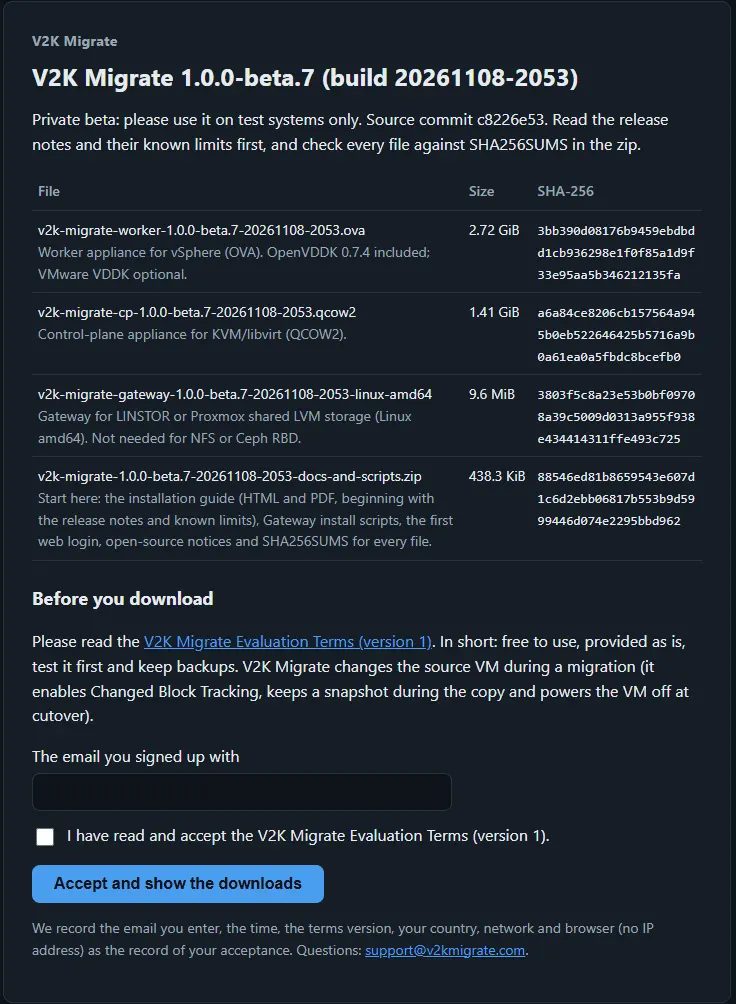 V2K Migrate
V2K Migrate 1.0.0-beta.7 (build 20261108-2053)
Private beta: please use it on test systems only. Source commit c8226e53. Read the release
notes and their known limits first, and check every file against SHA256SUMS in the zip.
File Size SHA-256
v2k-migrate-worker-1.0.0-beta.7-20261108-2053.ova 2.72 GiB 3bb390d08176b9459ebdbd
Worker appliance for vSphere (OVA). OpenVDDK 0.7.4 included; d1cb936298e1f0f85a1d9f
VMware VDDK optional. 33e95aa5b346212135fa
v2k-migrate-cp-1.0.0-beta.7-20261108-2053.qcow2 1.41 GiB a6a84ce8206cb157564a94
Control-plane appliance for KVM/libvirt (QCOW2). 5b0eb522646425b5716a9b
0a61ea0a5fbdc8bcefb0
v2k-migrate-gateway-1.0.0-beta.7-20261108-2053-linux-amd64 9.6 MiB 3803f5c8a23e53b0bf0970
Gateway for LINSTOR or Proxmox shared LVM storage (Linux 8a39c5009d0313a955f938
amd64). Not needed for NFS or Ceph RBD. e434414311ffe493c725
v2k-migrate-1.0.0-beta.7-20261108-2053-docs-and-scripts.zip 438.3 KiB 88546ed81b8659543e607d
Start here: the installation guide (HTML and PDF, beginning with 1c6d2ebb06817b553b9d59
the release notes and known limits), Gateway install scripts, the first 99446d074e2295bbd962
web login, open-source notices and SHA256SUMS for every file.
Before you download
Please read the V2K Migrate Evaluation Terms (version 1). In short: free to use, provided as is,
test it first and keep backups. V2K Migrate changes the source VM during a migration (it
enables Changed Block Tracking, keeps a snapshot during the copy and powers the VM off at
cutover).
The email you signed up with
I have read and accept the V2K Migrate Evaluation Terms (version 1).
Accept and show the downloads
We record the email you enter, the time, the terms version, your country, network and browser (no IP
address) as the record of your acceptance. Questions: support@v2kmigrate.com.